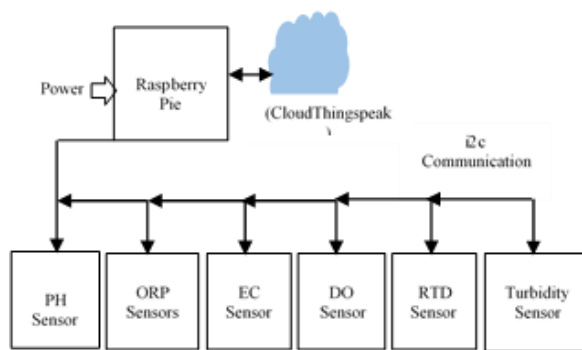 Power
Raspberry
Pie
(CloudThingspeak
)
i2c
Communication
PH
Sensor
ORP
Sensors
EC
Sensor
DO
Sensor
RTD
Sensor
Turbidity
Sensor